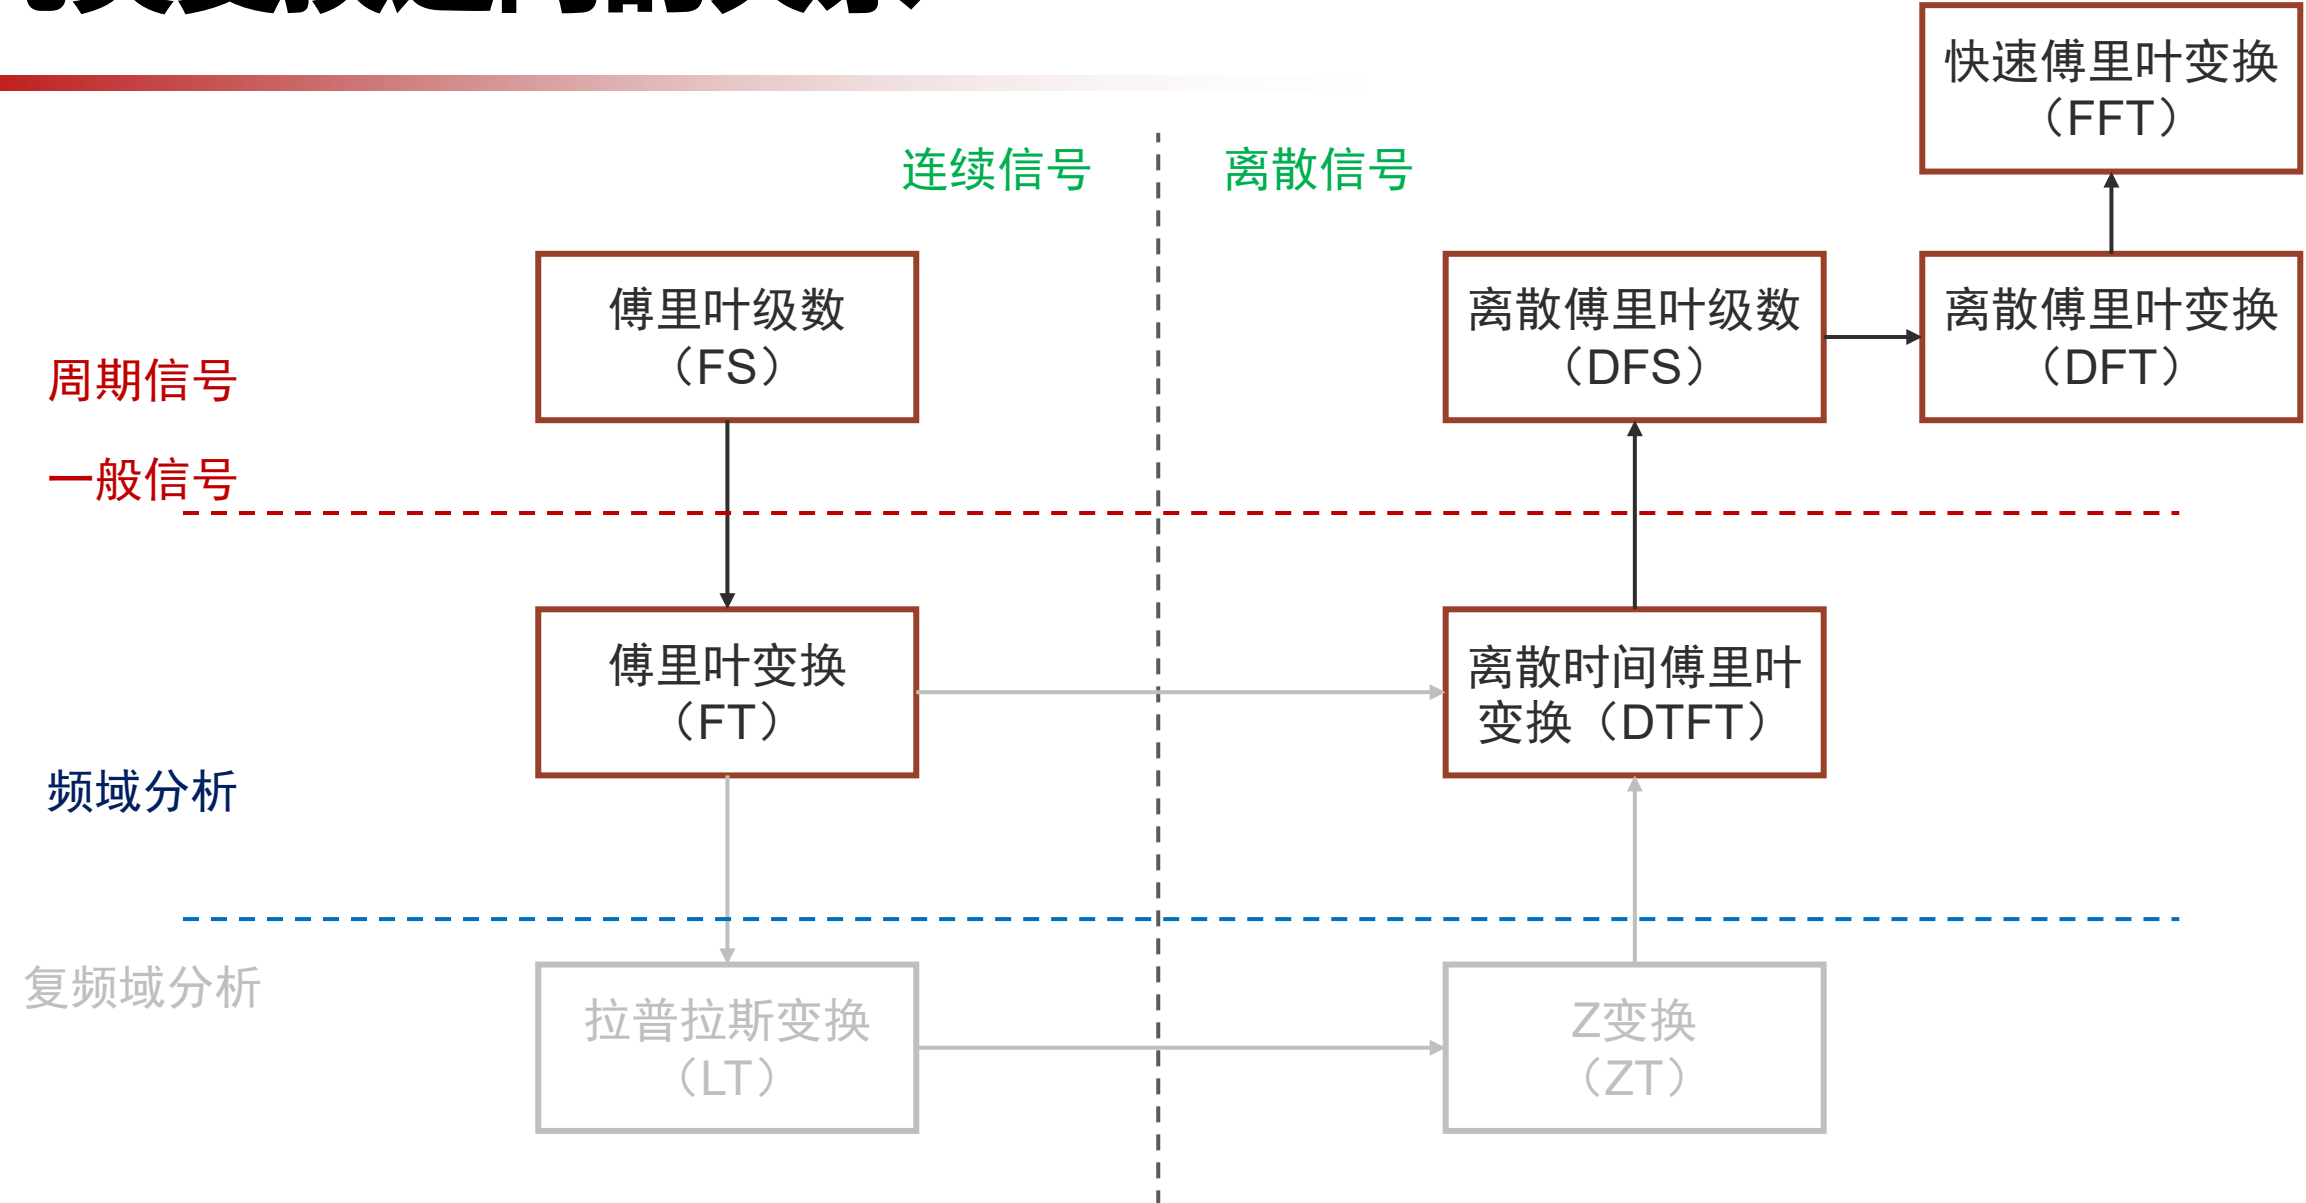 快速傅里叶变换
（FFT）
连续信号
离散信号
傅里叶级数
（FS）
离散傅里叶级数
（DFS）
离散傅里叶变换
（DFT）
周期信号
一般信号
傅里叶变换
（FT）
离散时间傅里叶
变换（DTFT）
频域分析
复频域分析
拉普拉斯变换
（LT）
Z变换
（ZT）